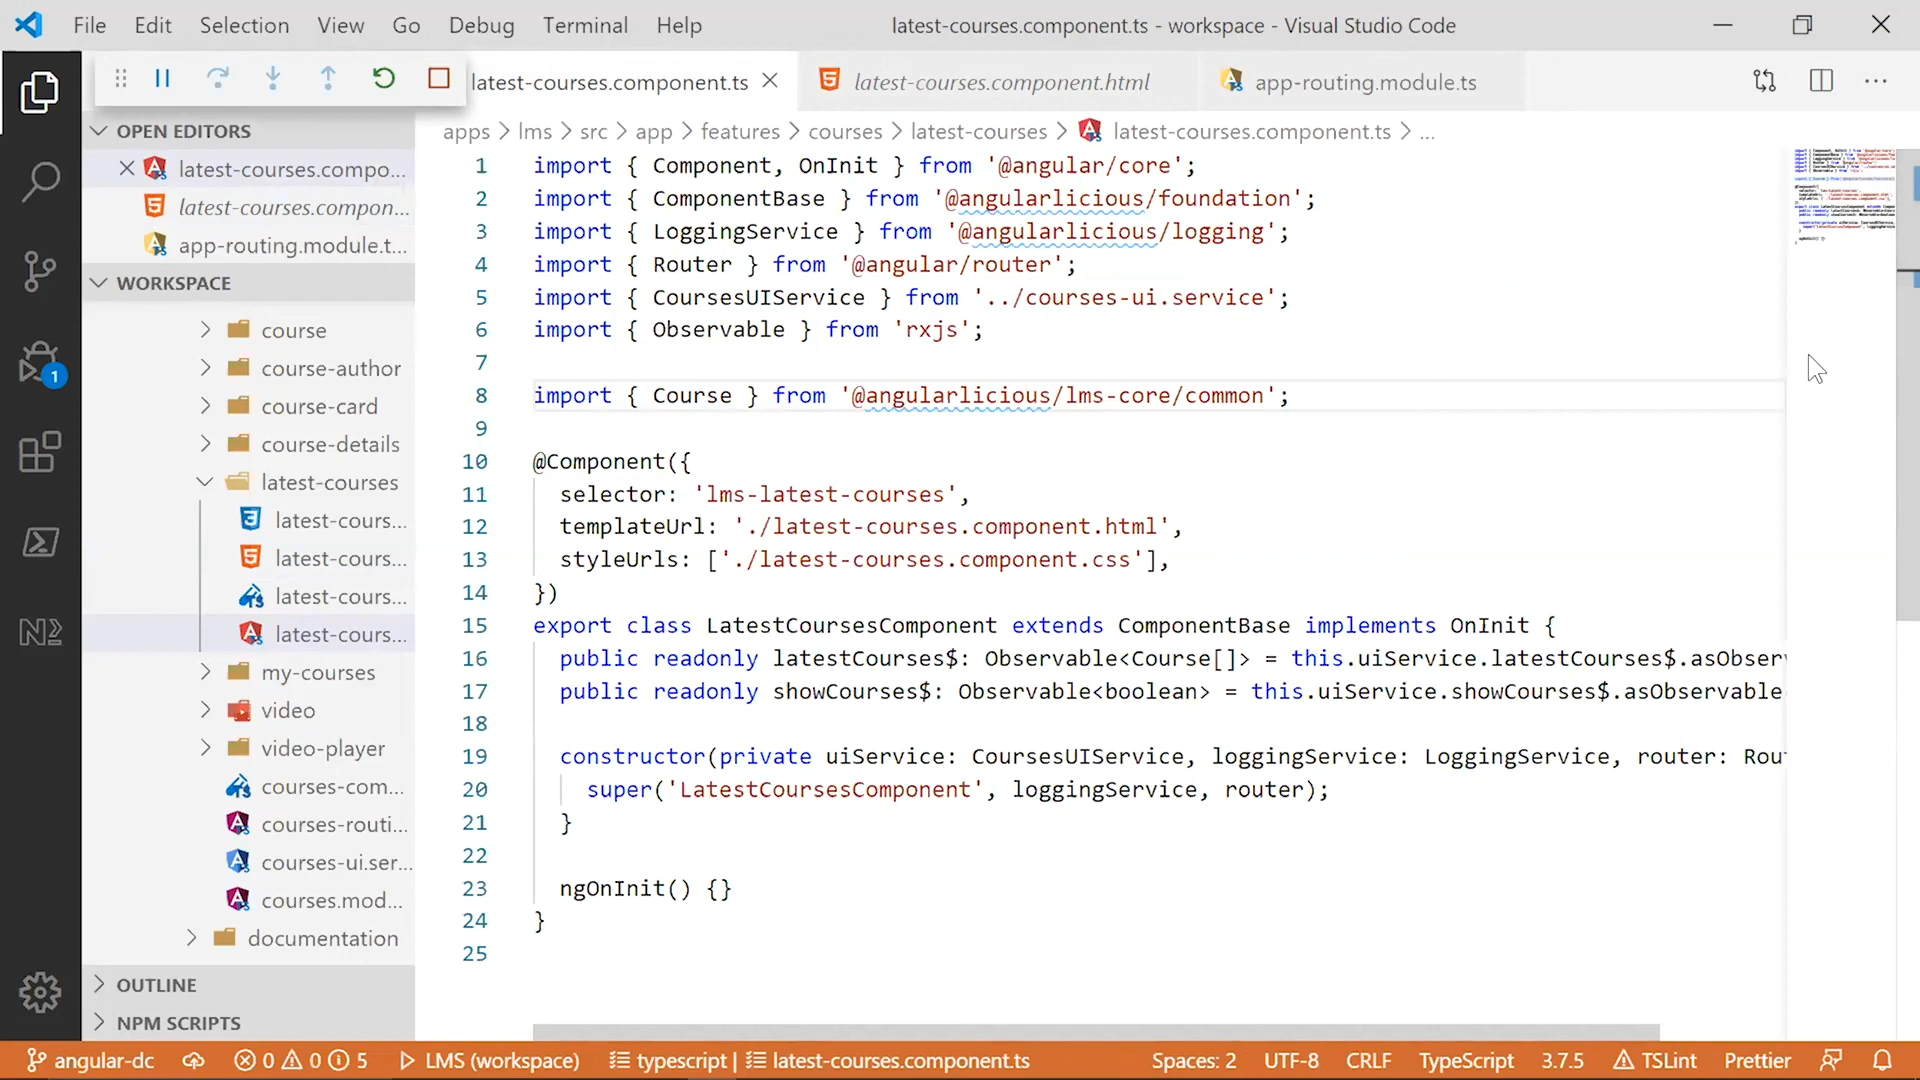 File Edit Selection View Go Debug Terminal Help
latest-courses.component.ts - workspace - Visual Studio Code
latest-courses.component.ts
latest-courses.component.html
app-routing.module.ts
apps > lms > src > app > features > courses > latest-courses > latest-courses.component.ts > ...
OPEN EDITORS
latest-courses.compo...
latest-courses.compon...
app-routing.module.t...
WORKSPACE
course
course-author
course-card
course-details
latest-courses
latest-cours...
latest-cours...
latest-cours...
latest-cours...
my-courses
video
video-player
courses-com...
courses-routi...
courses-ui.ser...
courses.mod...
documentation
OUTLINE
NPM SCRIPTS
1
1 import { Component, OnInit } from '@angular/core';
2 import { ComponentBase } from '@angularlicious/foundation';
3 import { LoggingService } from '@angularlicious/logging';
4 import { Router } from '@angular/router';
5 import { CoursesUIService } from '../courses-ui.service';
6 import { Observable } from 'rxjs';
7
8 import { Course } from '@angularlicious/lms-core/common';
9
10 @Component({
11 selector: 'lms-latest-courses',
12 templateUrl: './latest-courses.component.html',
13 styleUrls: ['./latest-courses.component.css'],
14 })
15 export class LatestCoursesComponent extends ComponentBase implements OnInit {
16 public readonly latestCourses$: Observable<Course[]> = this.uiService.latestCourses$.asObserv
17 public readonly showCourses$: Observable<boolean> = this.uiService.showCourses$.asObservable
18
19 constructor(private uiService: CoursesUIService, loggingService: LoggingService, router: Rou
20 super('LatestCoursesComponent', loggingService, router);
21 }
22
23 ngOnInit() {}
24 }
25
angular-dc 0 0 5 LMS (workspace) typescript | latest-courses.component.ts Spaces: 2 UTF-8 CRLF TypeScript 3.7.5 TSLint Prettier